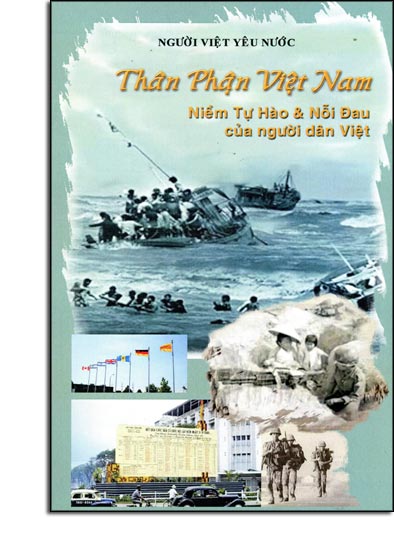 NGƯỜI VIỆT YÊU NƯỚC
Thân Phận Việt Nam
Niềm Tự Hào & Nỗi Đau
của người dân Việt